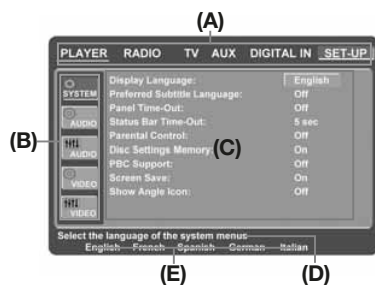 (A)
PLAYER RADIO TV AUX DIGITAL IN SET-UP
SYSTEM
AUDIO
AUDIO
VIDEO
VIDEO
(B)
Display Language: English
Preferred Subtitle Language: Off
Panel Time-Out: Off
Status Bar Time-Out: 5 sec
Parental Control: Off
Disc Settings Memory: On
(C)
PBC Support: Off
Screen Save: On
Show Angle Icon: Off
Select the language of the system menus
English French Spanish German Italian
(E) (D)